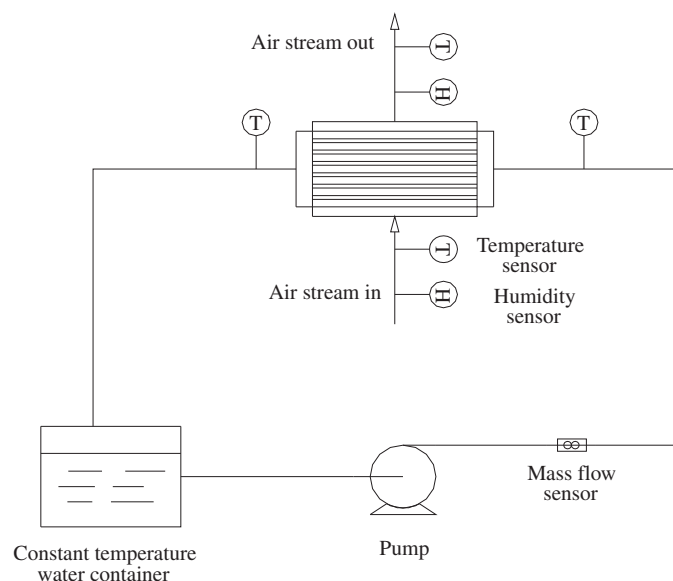 Air stream out
T
H
T
T
T
Temperature
sensor
Air stream in
H
Humidity
sensor
Mass flow
sensor
Constant temperature
water container
Pump